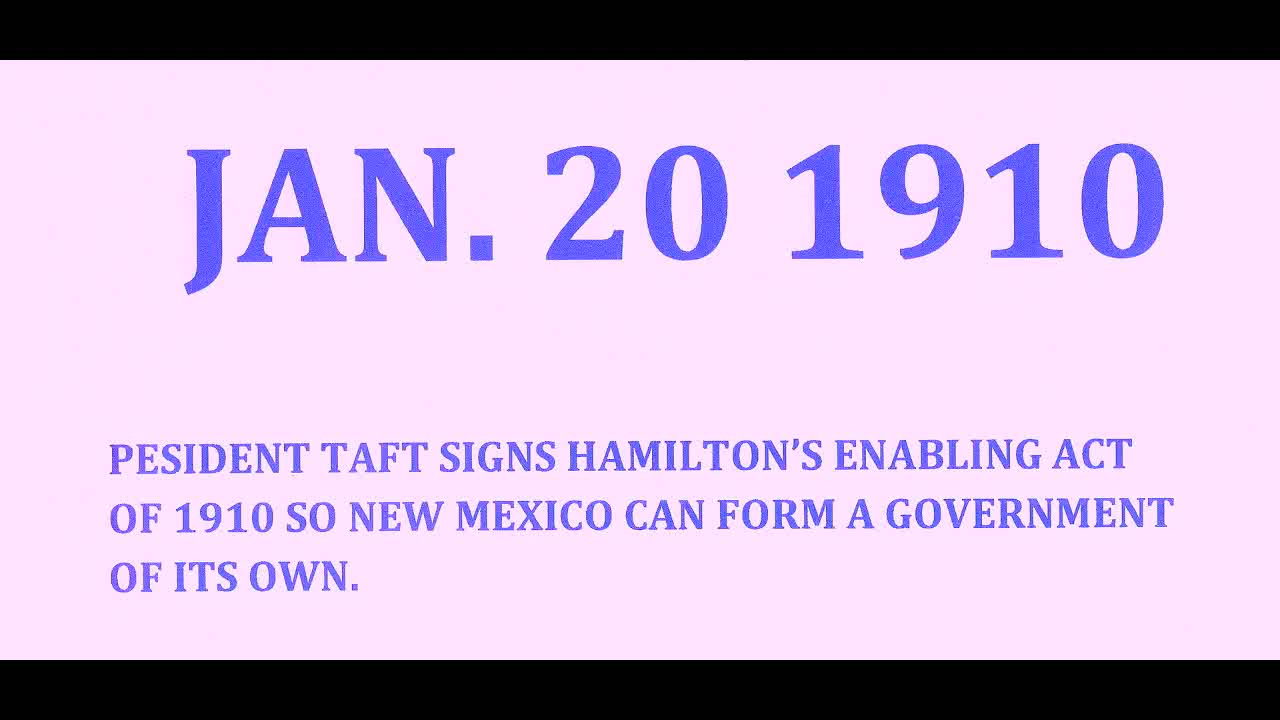 JAN. 20 1910
PESIDENT TAFT SIGNS HAMILTON'S ENABLING ACT
OF 1910 SO NEW MEXICO CAN FORM A GOVERNMENT
OF ITS OWN.